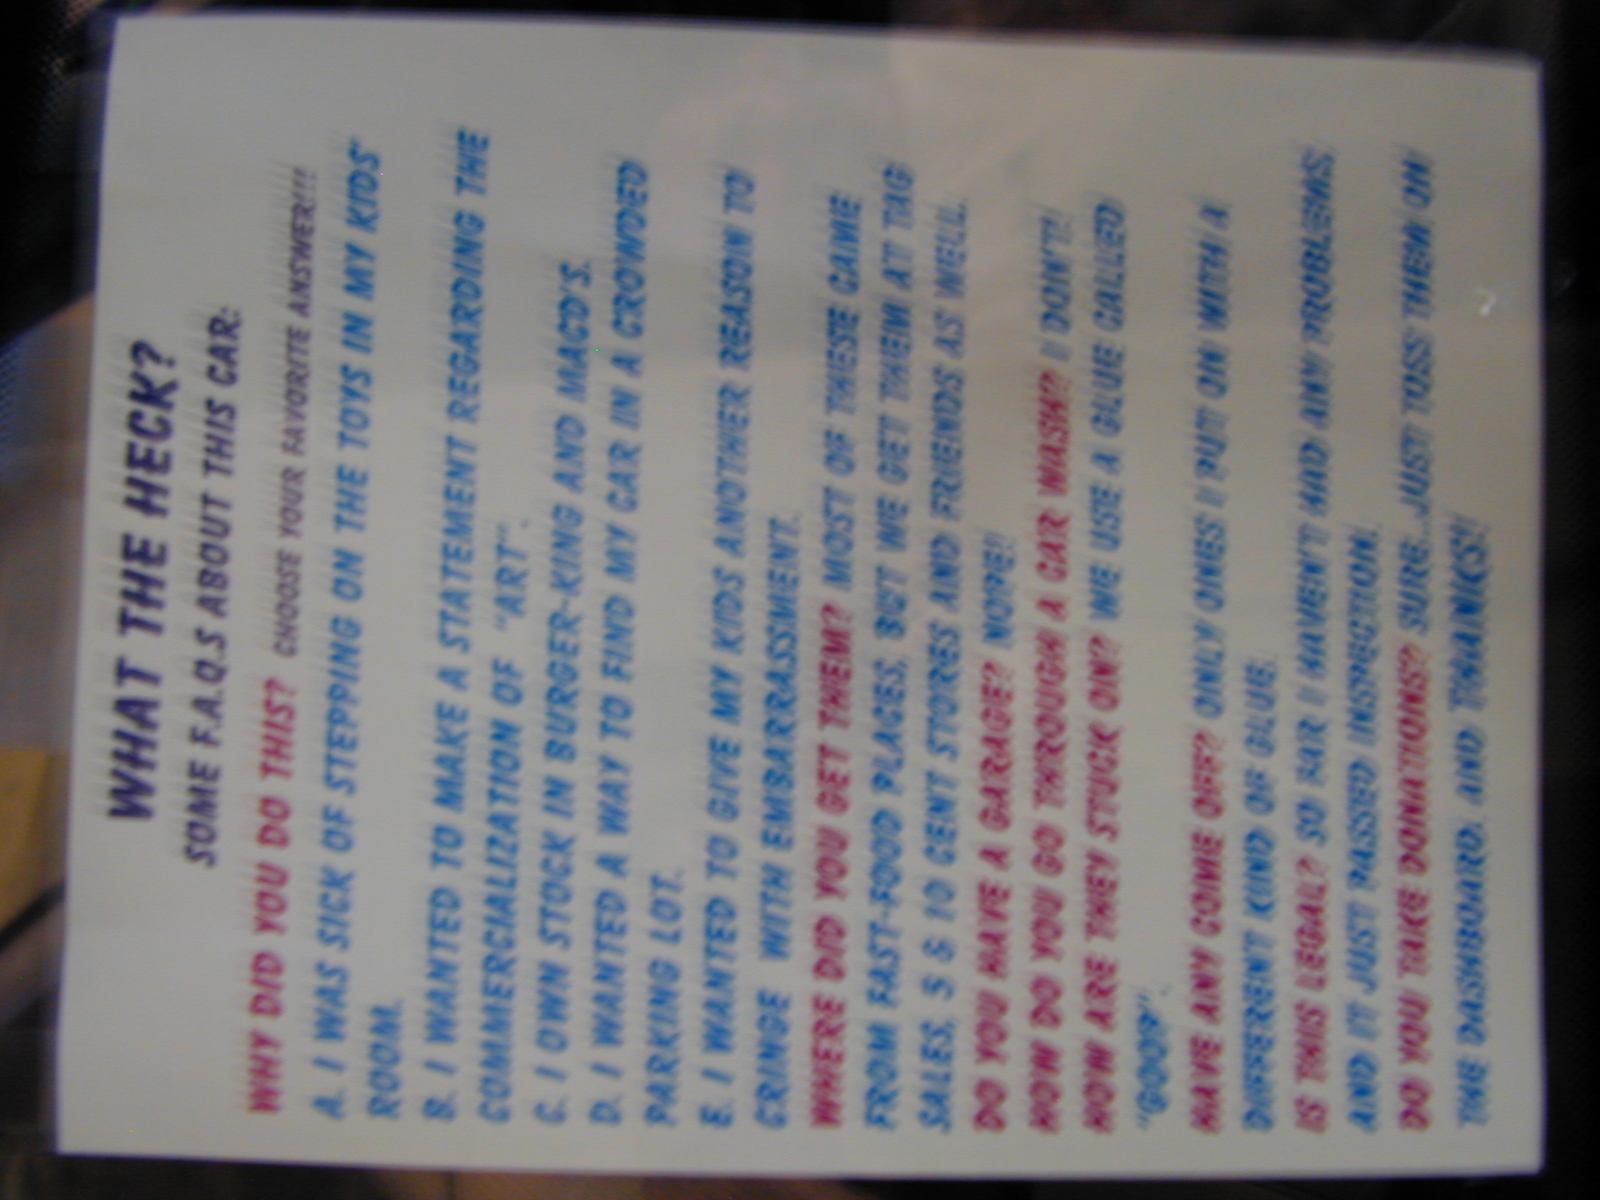 WHAT THE HECK?
SOME F.A.Q.S ABOUT THIS CAR:
WHY DID YOU DO THIS? CHOOSE YOUR FAVORITE ANSWER!!!
A. I WAS SICK OF STEPPING ON THE TOYS IN MY KIDS'
ROOM.
B. I WANTED TO MAKE A STATEMENT REGARDING THE
COMMERCIALIZATION OF "ART".
C. I OWN STOCK IN BURGER-KING AND MACD'S.
D. I WANTED A WAY TO FIND MY CAR IN A CROWDED
PARKING LOT.
E. I WANTED TO GIVE MY KIDS ANOTHER REASON TO
CRINGE WITH EMBARRASSMENT.
WHERE DID YOU GET THEM? MOST OF THESE CAME
FROM FAST-FOOD PLACES, BUT WE GET THEM AT TAG
SALES, 5 & 10 CENT STORES AND FRIENDS AS WELL.
DO YOU HAVE A GARAGE? NOPE!
HOW DO YOU GO THROUGH A CAR WASH? I DON'T!
HOW ARE THEY STUCK ON? WE USE A GLUE CALLED
"GOOP".
HAVE ANY COME OFF? ONLY ONES I PUT ON WITH A
DIFFERENT KIND OF GLUE.
IS THIS LEGAL? SO FAR I HAVEN'T HAD ANY PROBLEMS,
AND IT JUST PASSED INSPECTION.
DO YOU TAKE DONATIONS? SURE...JUST TOSS THEM ON
THE DASHBOARD. AND THANKS!